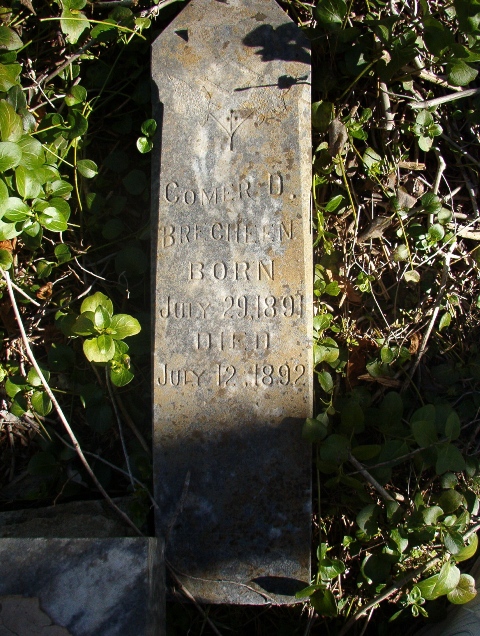 COMER D.
BRECHEEN
BORN
JULY 29, 1891
DIED
JULY 12, 1892